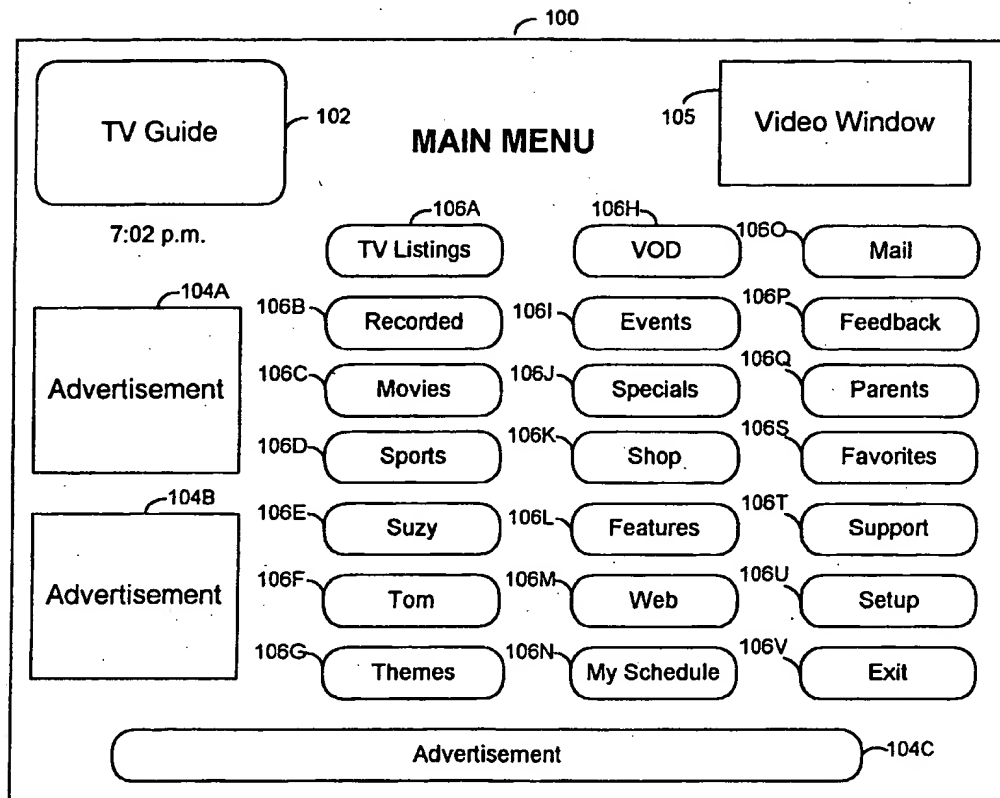 100
TV Guide
102
MAIN MENU
105
Video Window
7:02 p.m.
106A
TV Listings
106H
VOD
106O
Mail
104A
Advertisement
106B
Recorded
106I
Events
106P
Feedback
106C
Movies
106J
Specials
106Q
Parents
106D
Sports
106K
Shop
106S
Favorites
104B
Advertisement
106E
Suzy
106L
Features
106T
Support
106F
Tom
106M
Web
106U
Setup
106G
Themes
106N
My Schedule
106V
Exit
Advertisement
104C